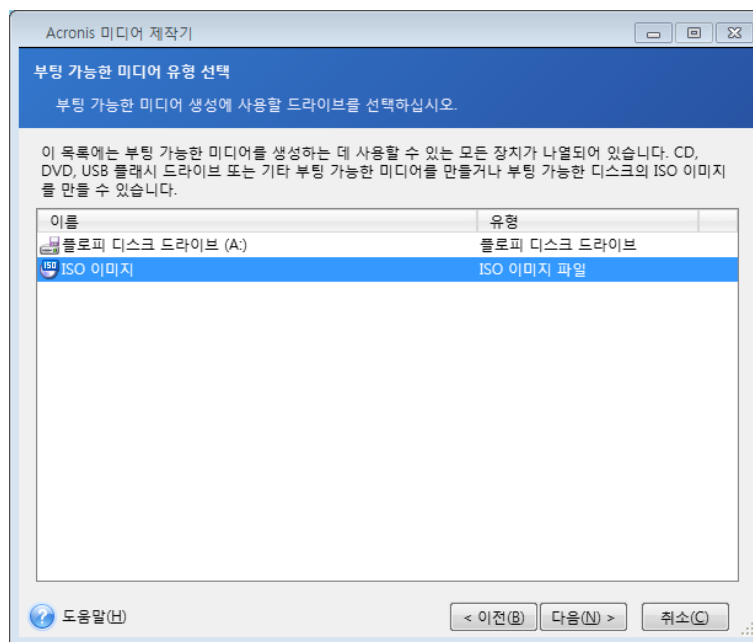 Acronis 미디어 제작기
부팅 가능한 미디어 유형 선택
부팅 가능한 미디어 생성에 사용할 드라이브를 선택하십시오.
이 목록에는 부팅 가능한 미디어를 생성하는 데 사용할 수 있는 모든 장치가 나열되어 있습니다. CD,
DVD, USB 플래시 드라이브 또는 기타 부팅 가능한 미디어를 만들거나 부팅 가능한 디스크의 ISO 이미지
를 만들 수 있습니다.
이름 유형
플로피 디스크 드라이브 (A:) 플로피 디스크 드라이브
ISO ISO 이미지 ISO 이미지 파일
도움말(H) < 이전(B) 다음(N) > 취소(C)